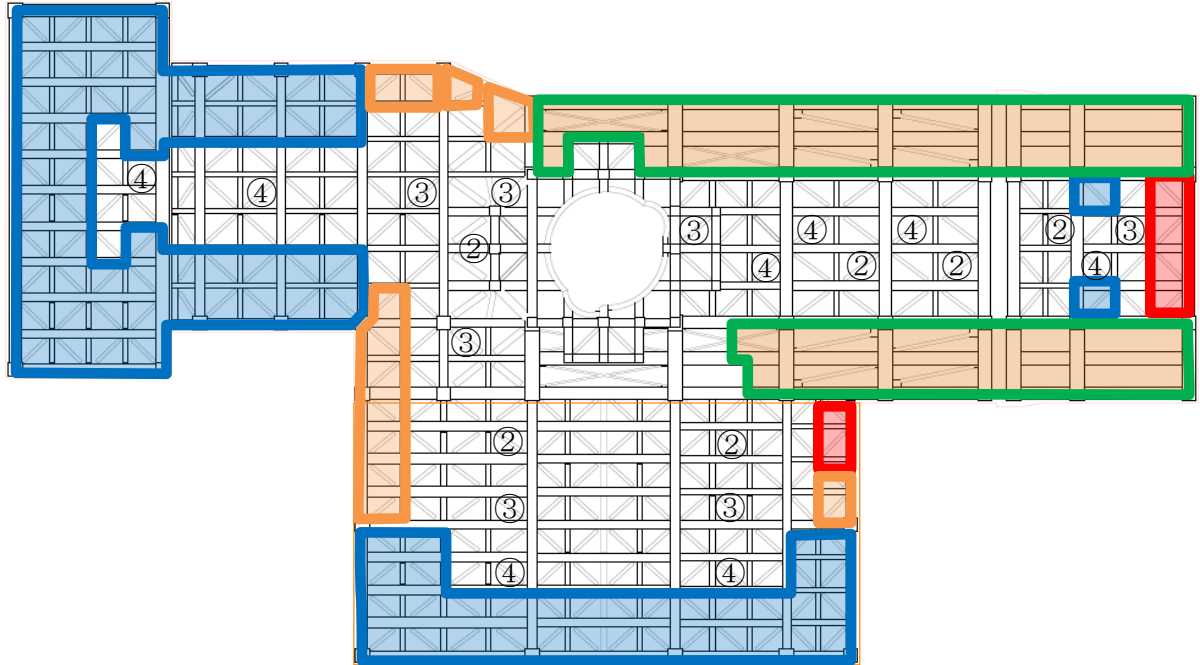 ④ ④ ③ ③
③ ④ ④ ② ③
② ④ ② ② ④
③
② ②
③ ③
④ ④